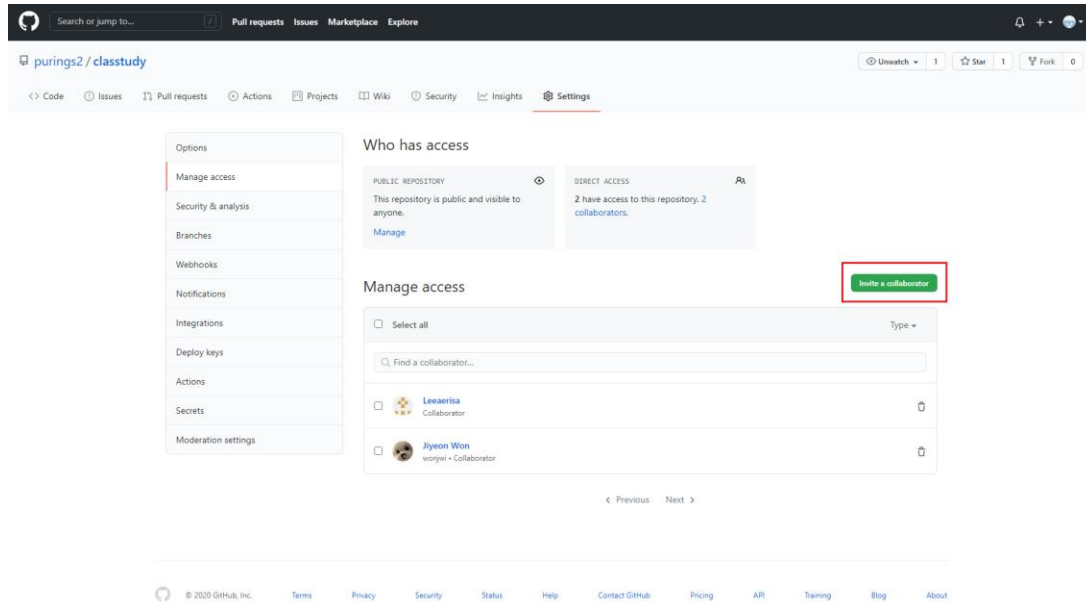 Search or jump to... /
Pull requests Issues Marketplace Explore
purings2 / classtudy
Unwatch 1 Star 1 Fork 0
Code Issues Pull requests Actions Projects Wiki Security Insights Settings
Options
Manage access
Security & analysis
Branches
Webhooks
Notifications
Integrations
Deploy keys
Actions
Secrets
Moderation settings
Who has access
PUBLIC REPOSITORY
This repository is public and visible to
anyone.
Manage
DIRECT ACCESS
2 have access to this repository. 2
collaborators.
Manage access
Invite a collaborator
Select all
Type
Find a collaborator...
Leeaerisa
Collaborator
Jiyeon Won
wonjwi • Collaborator
Previous Next
© 2020 GitHub, Inc. Terms Privacy Security Status Help Contact GitHub Pricing API Training Blog About